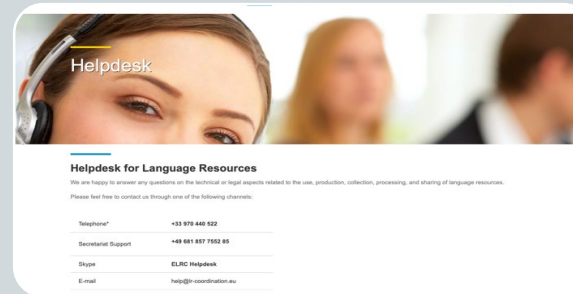 Helpdesk
Helpdesk for Language Resources
We are happy to answer any questions on the technical or legal aspects related to the use, production, collection, processing, and sharing of language resources.
Please feel free to contact us through one of the following channels:
Telephone* +33 970 440 522
Secretarial Support +49 681 857 7552 85
Skype ELRC Helpdesk
E-mail help@lr-coordination.eu